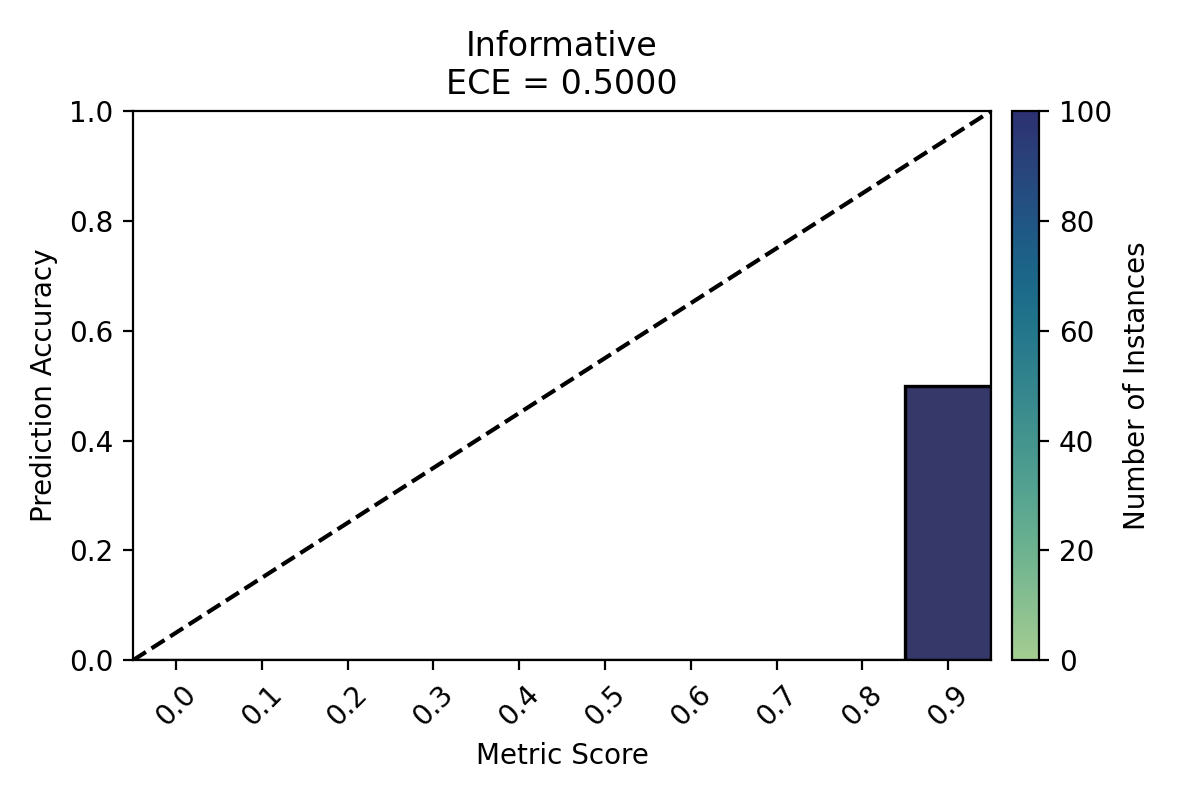 Informative
ECE = 0.5000
1.0
0.8
0.6
0.4
0.2
0.0
Prediction Accuracy
0.0 0.1 0.2 0.3 0.4 0.5 0.6 0.7 0.8 0.9
Metric Score
100
80
60
40
20
0
Number of Instances